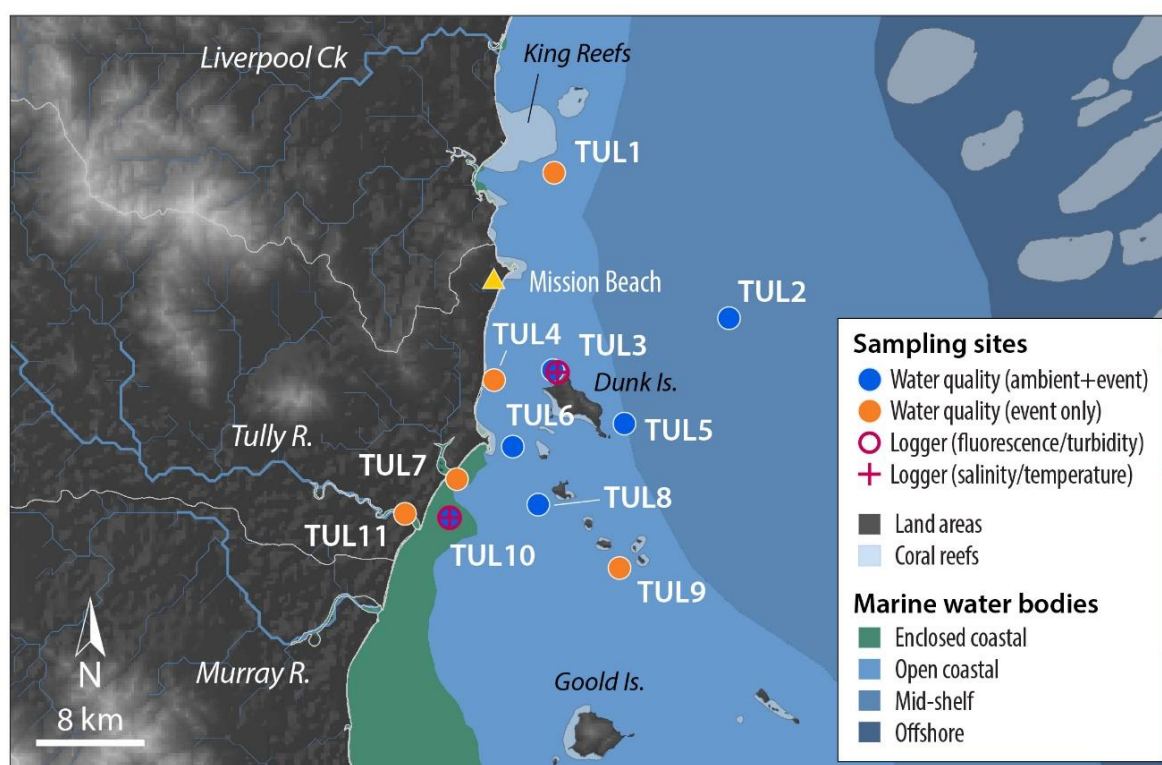 Liverpool Ck
King Reefs
TUL1
Mission Beach
TUL2
TUL4
TUL3
Dunk Is.
TUL6
TUL5
Tully R.
TUL7
TUL8
TUL11
TUL10
TUL9
Murray R.
Goold Is.
N
8 km
Sampling sites
Water quality (ambient+event)
Water quality (event only)
Logger (fluorescence/turbidity)
Logger (salinity/temperature)
Land areas
Coral reefs
Marine water bodies
Enclosed coastal
Open coastal
Mid-shelf
Offshore